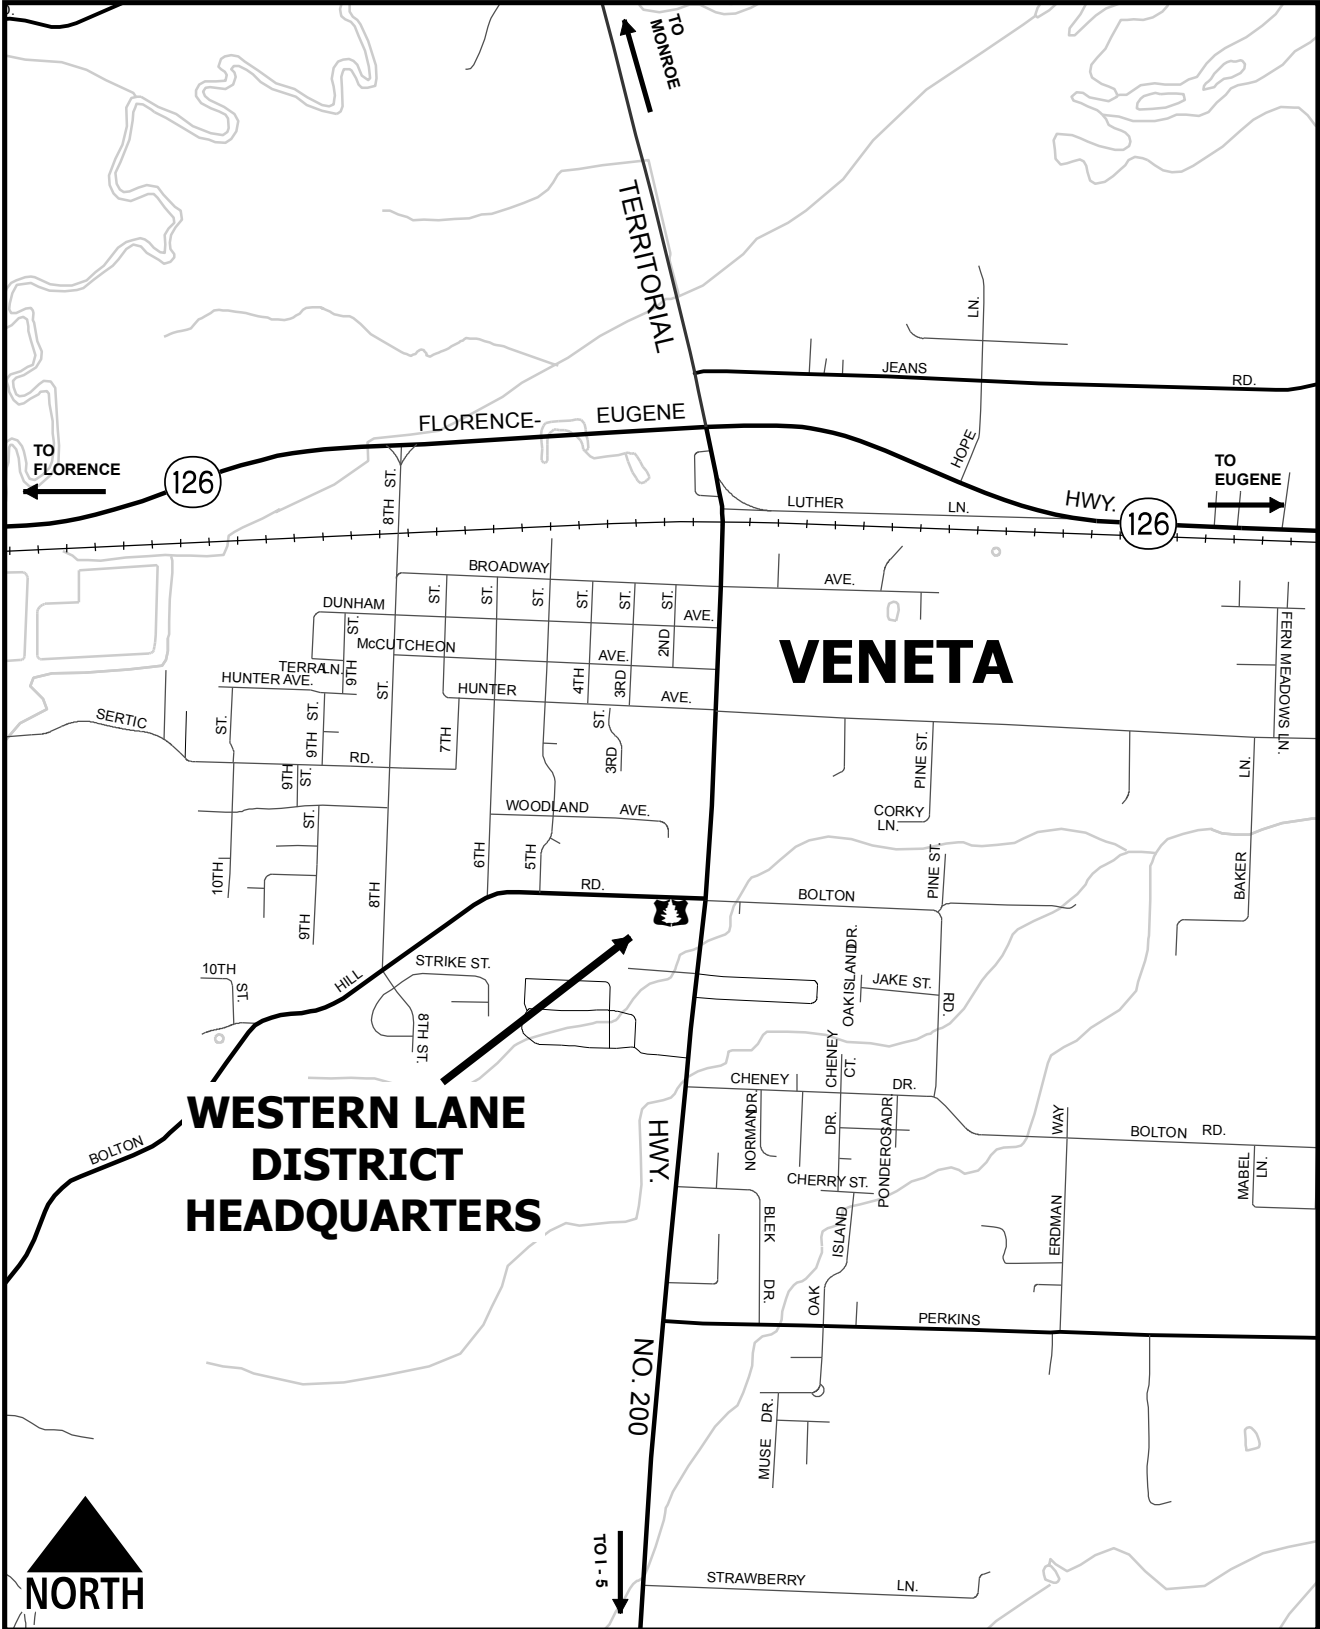 TO
MONROE
TERRITORIAL
LN.
JEANS
RD.
FLORENCE-
EUGENE
HOPE
TO
FLORENCE
126
8TH ST.
TO
EUGENE
LUTHER
LN.
HWY.
126
BROADWAY
AVE.
ST.
ST.
ST.
ST.
ST.
ST.
DUNHAM
AVE.
ST.
McCUTCHEON
AVE.
2ND
VENETA
FERN MEADOWS LN.
TERRA LN.
9TH
HUNTER AVE.
ST.
HUNTER
4TH
3RD
AVE.
SERTIC
ST.
ST.
9TH
RD.
7TH
ST.
3RD
PINE ST.
LN.
9TH
ST.
ST.
WOODLAND
AVE.
CORKY
LN.
10TH
8TH
6TH
5TH
PINE ST.
BAKER
9TH
RD.
BOLTON
10TH
ST.
HILL
STRIKE ST.
8TH ST.
OAK ISLAND DR.
JAKE ST.
RD.
CHENEY
CT.
CHENEY
DR.
NORMAN DR.
DR.
PONDEROSA DR.
WAY
BOLTON
RD.
WESTERN LANE
DISTRICT
HEADQUARTERS
BOLTON
HWY.
CHERRY ST.
MABEL
LN.
BLEK
DR.
ISLAND
OAK
ERDMAN
PERKINS
NO. 200
DR.
MUSE
TO I - 5
STRAWBERRY
LN.
NORTH